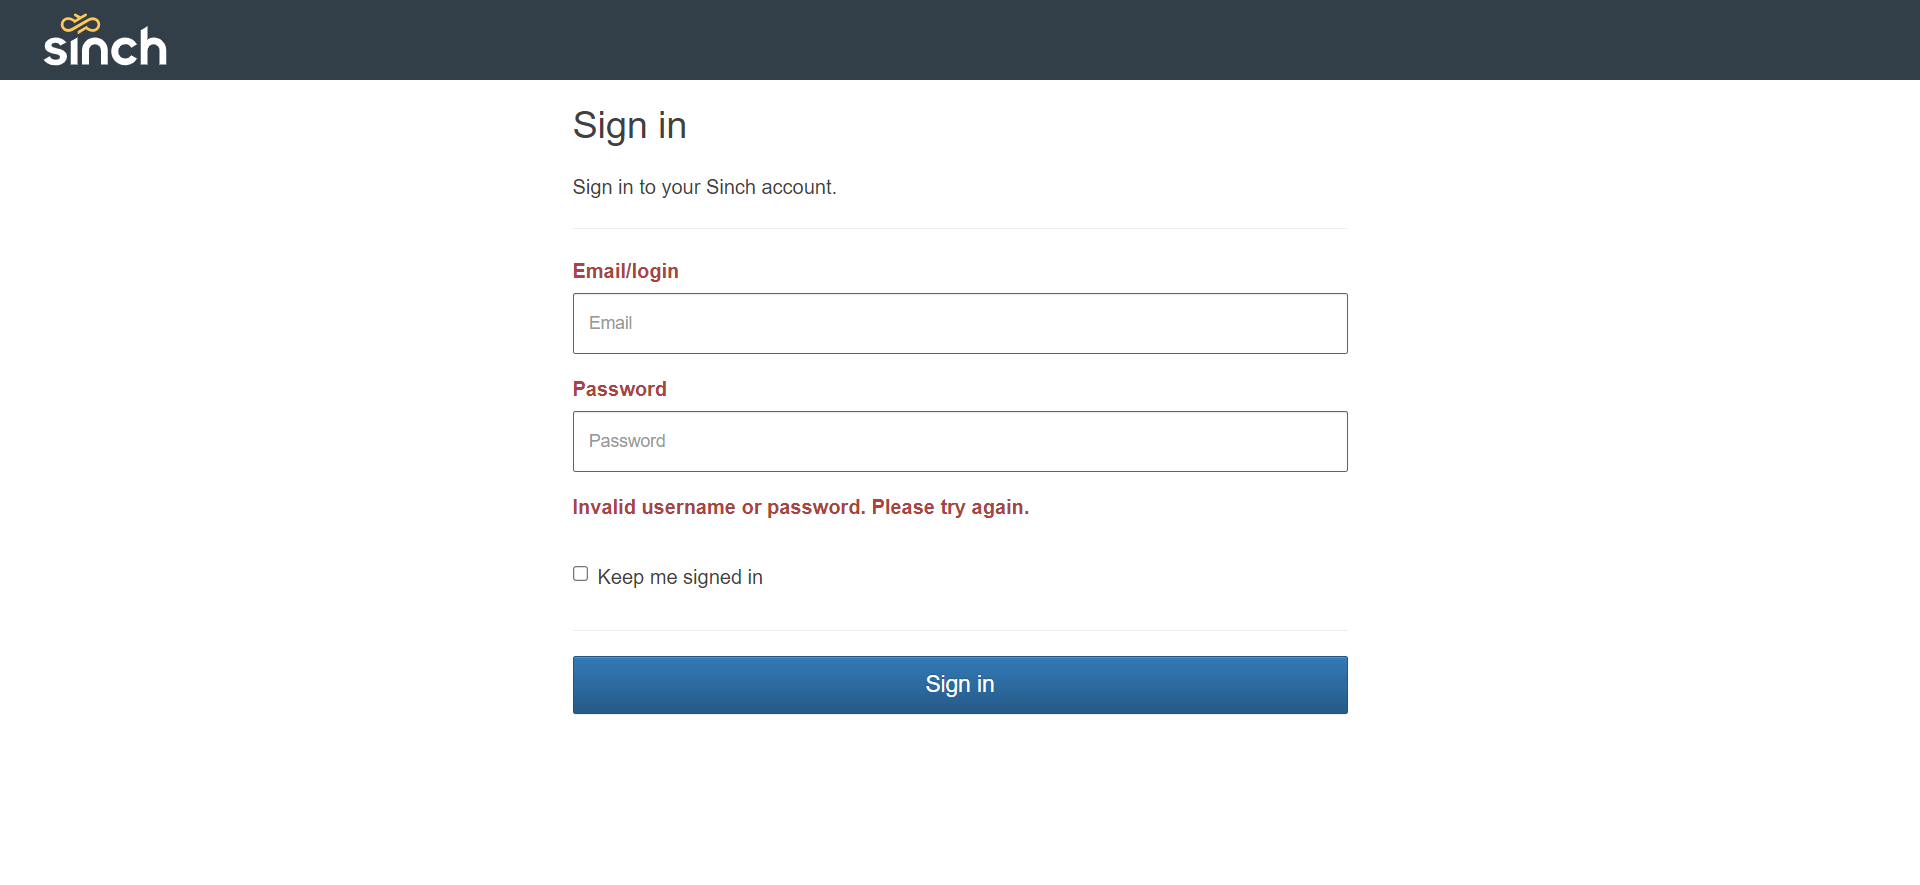 sinch
Sign in
Sign in to your Sinch account.
Email/login
Email
Password
Password
Invalid username or password. Please try again.
Keep me signed in
Sign in